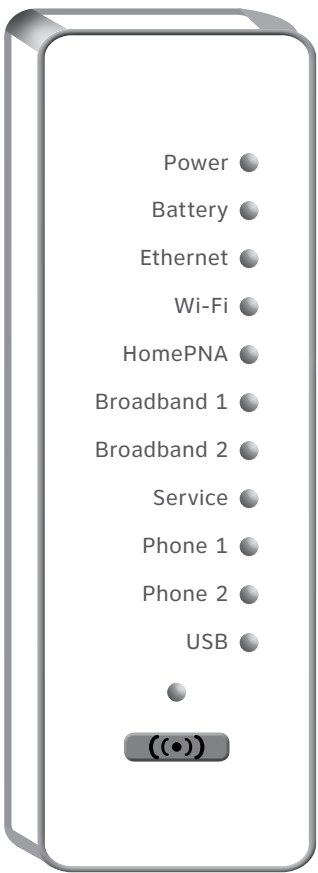 Power
Battery
Ethernet
Wi-Fi
HomePNA
Broadband 1
Broadband 2
Service
Phone 1
Phone 2
USB